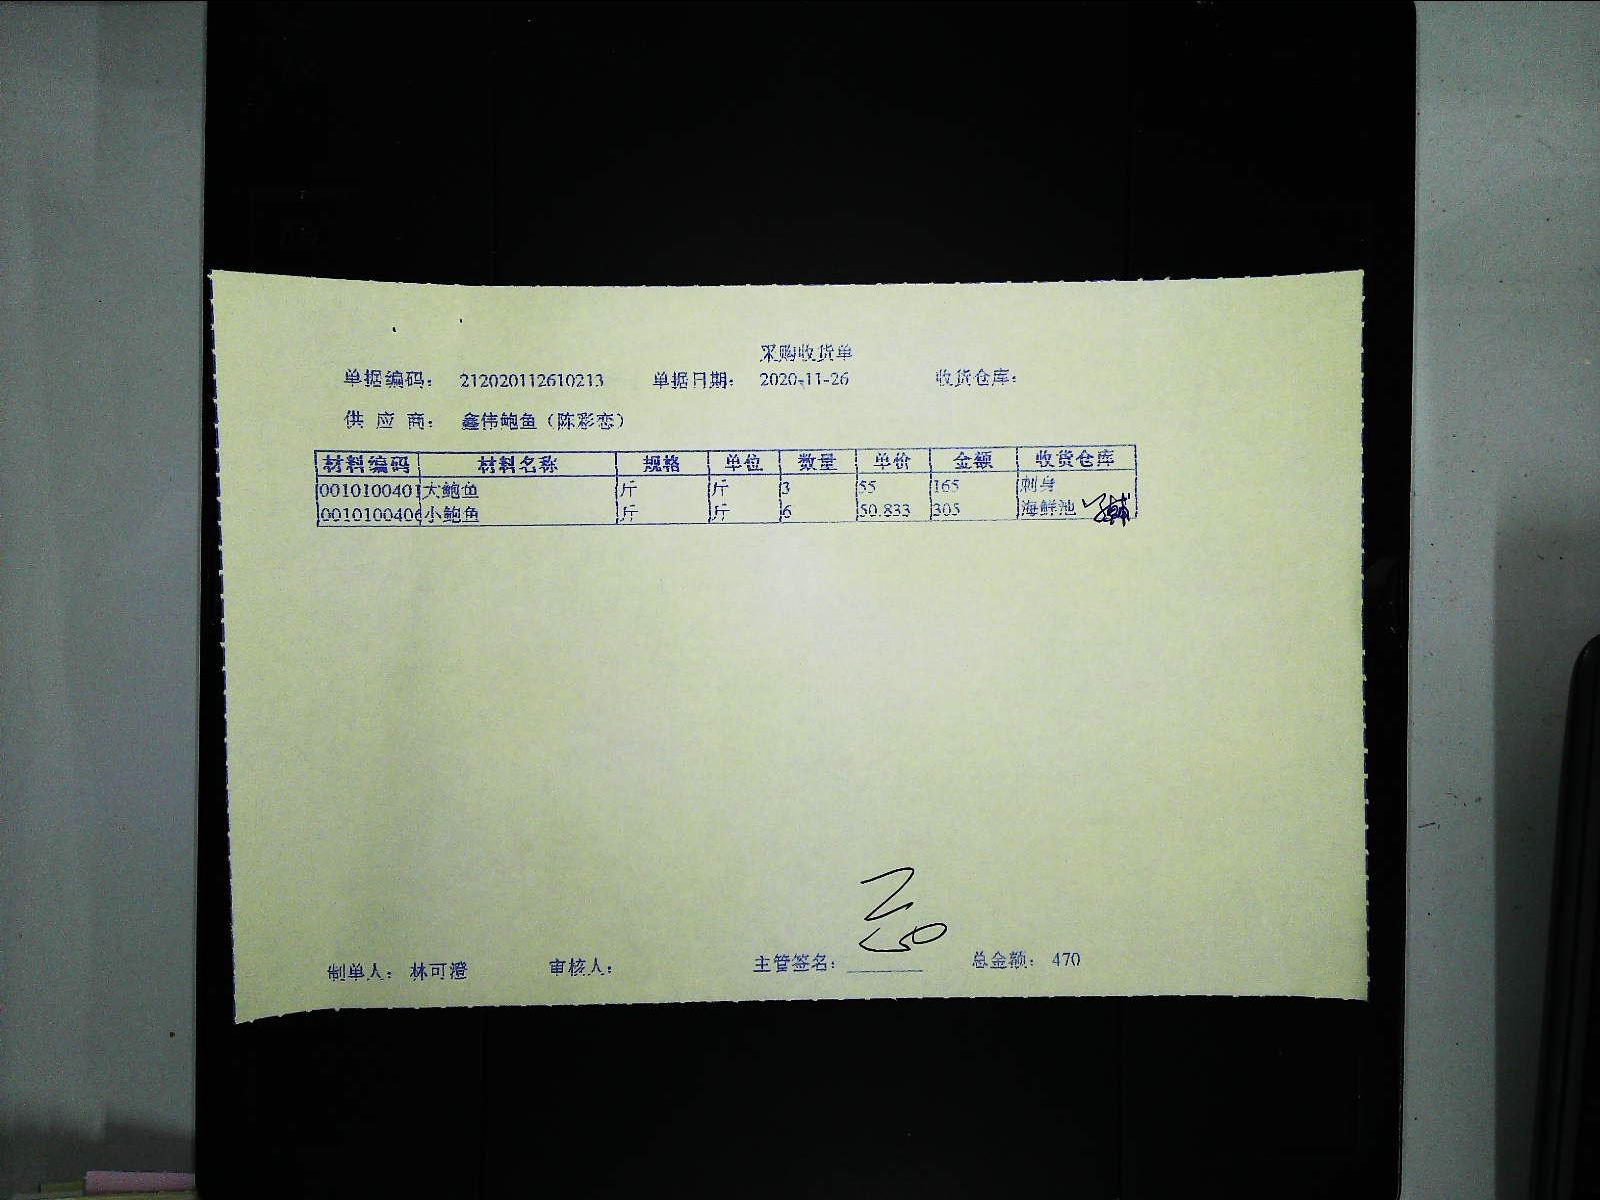 采购收货单
单据编码： 212020112610213 单据日期： 2020-11-26 收货仓库：
供 应 商： 鑫伟鲍鱼（陈彩恋）
材料编码 材料名称 规格 单位 数量 单价 金额 收货仓库
0010100401 大鲍鱼 斤 斤 3 55 165 刺身
0010100406 小鲍鱼 斤 斤 6 50.833 305 海鲜池
制单人： 林可澄 审核人： 主管签名： 总金额： 470